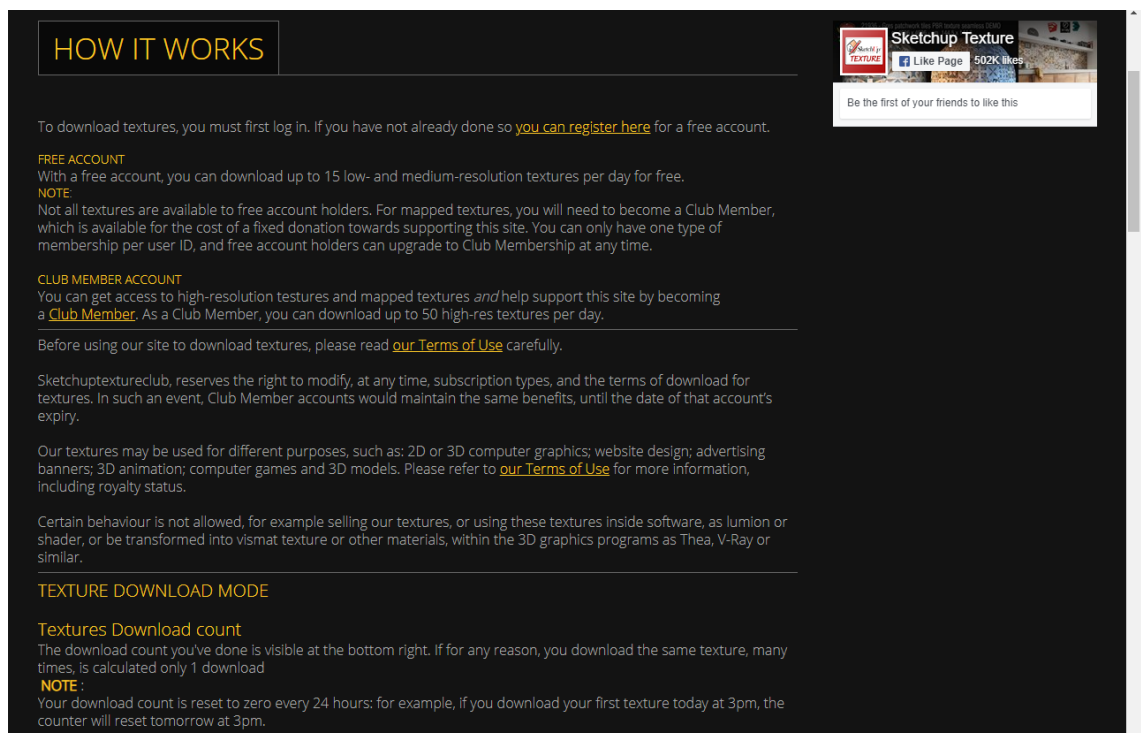 HOW IT WORKS
To download textures, you must first log in. If you have not already done so you can register here for a free account.
FREE ACCOUNT
With a free account, you can download up to 15 low- and medium-resolution textures per day for free.
NOTE:
Not all textures are available to free account holders. For mapped textures, you will need to become a Club Member,
which is available for the cost of a fixed donation towards supporting this site. You can only have one type of
membership per user ID, and free account holders can upgrade to Club Membership at any time.
CLUB MEMBER ACCOUNT
You can get access to high-resolution testures and mapped textures and help support this site by becoming
a Club Member. As a Club Member, you can download up to 50 high-res textures per day.
Before using our site to download textures, please read our Terms of Use carefully.
Sketchuptextureclub, reserves the right to modify, at any time, subscription types, and the terms of download for
textures. In such an event, Club Member accounts would maintain the same benefits, until the date of that account's
expiry.
Our textures may be used for different purposes, such as: 2D or 3D computer graphics; website design; advertising
banners; 3D animation; computer games and 3D models. Please refer to our Terms of Use for more information,
including royalty status.
Certain behaviour is not allowed, for example selling our textures, or using these textures inside software, as lumion or
shader, or be transformed into vismat texture or other materials, within the 3D graphics programs as Thea, V-Ray or
similar.
TEXTURE DOWNLOAD MODE
Textures Download count
The download count you've done is visible at the bottom right. If for any reason, you download the same texture, many
times, is calculated only 1 download
NOTE :
Your download count is reset to zero every 24 hours: for example, if you download your first texture today at 3pm, the
counter will reset tomorrow at 3pm.
Sketchup Texture
TEXTURE
Like Page
502K likes
Be the first of your friends to like this